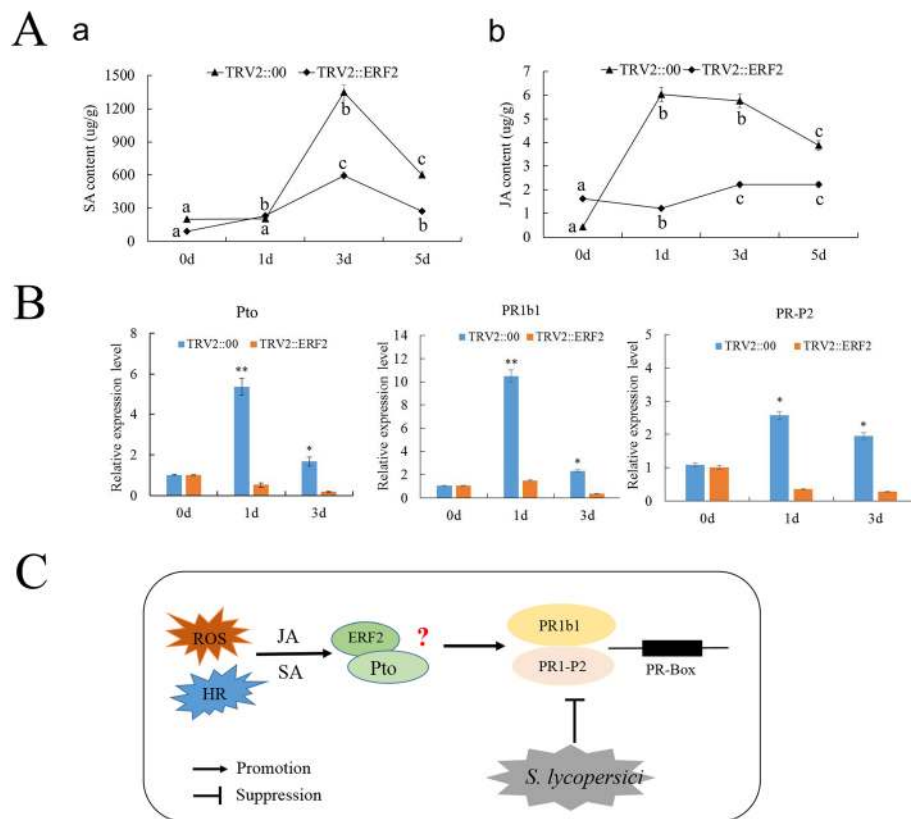 A
a
b
TRV2::00 TRV2::ERF2
1500
1200
900
600
300
0
SA content (ug/g)
a
a
b
a
b
c
c
b
0d 1d 3d 5d
TRV2::00 TRV2::ERF2
7
6
5
4
3
2
1
0
JA content (ug/g)
a
a
b
b
b
c
c
c
0d 1d 3d 5d
B
Pto
TRV2::00 TRV2::ERF2
8
6
4
2
0
Relative expression level
**
*
0d 1d 3d
PR1b1
TRV2::00 TRV2::ERF2
14
12
10
8
6
4
2
0
Relative expression level
**
*
0d 1d 3d
PR-P2
TRV2::00 TRV2::ERF2
5
4
3
2
1
0
Relative expression level
*
*
0d 1d 3d
C
ROS
HR
JA
SA
ERF2
Pto
?
PR1b1
PR1-P2
PR-Box
S. lycopersici
Promotion
Suppression